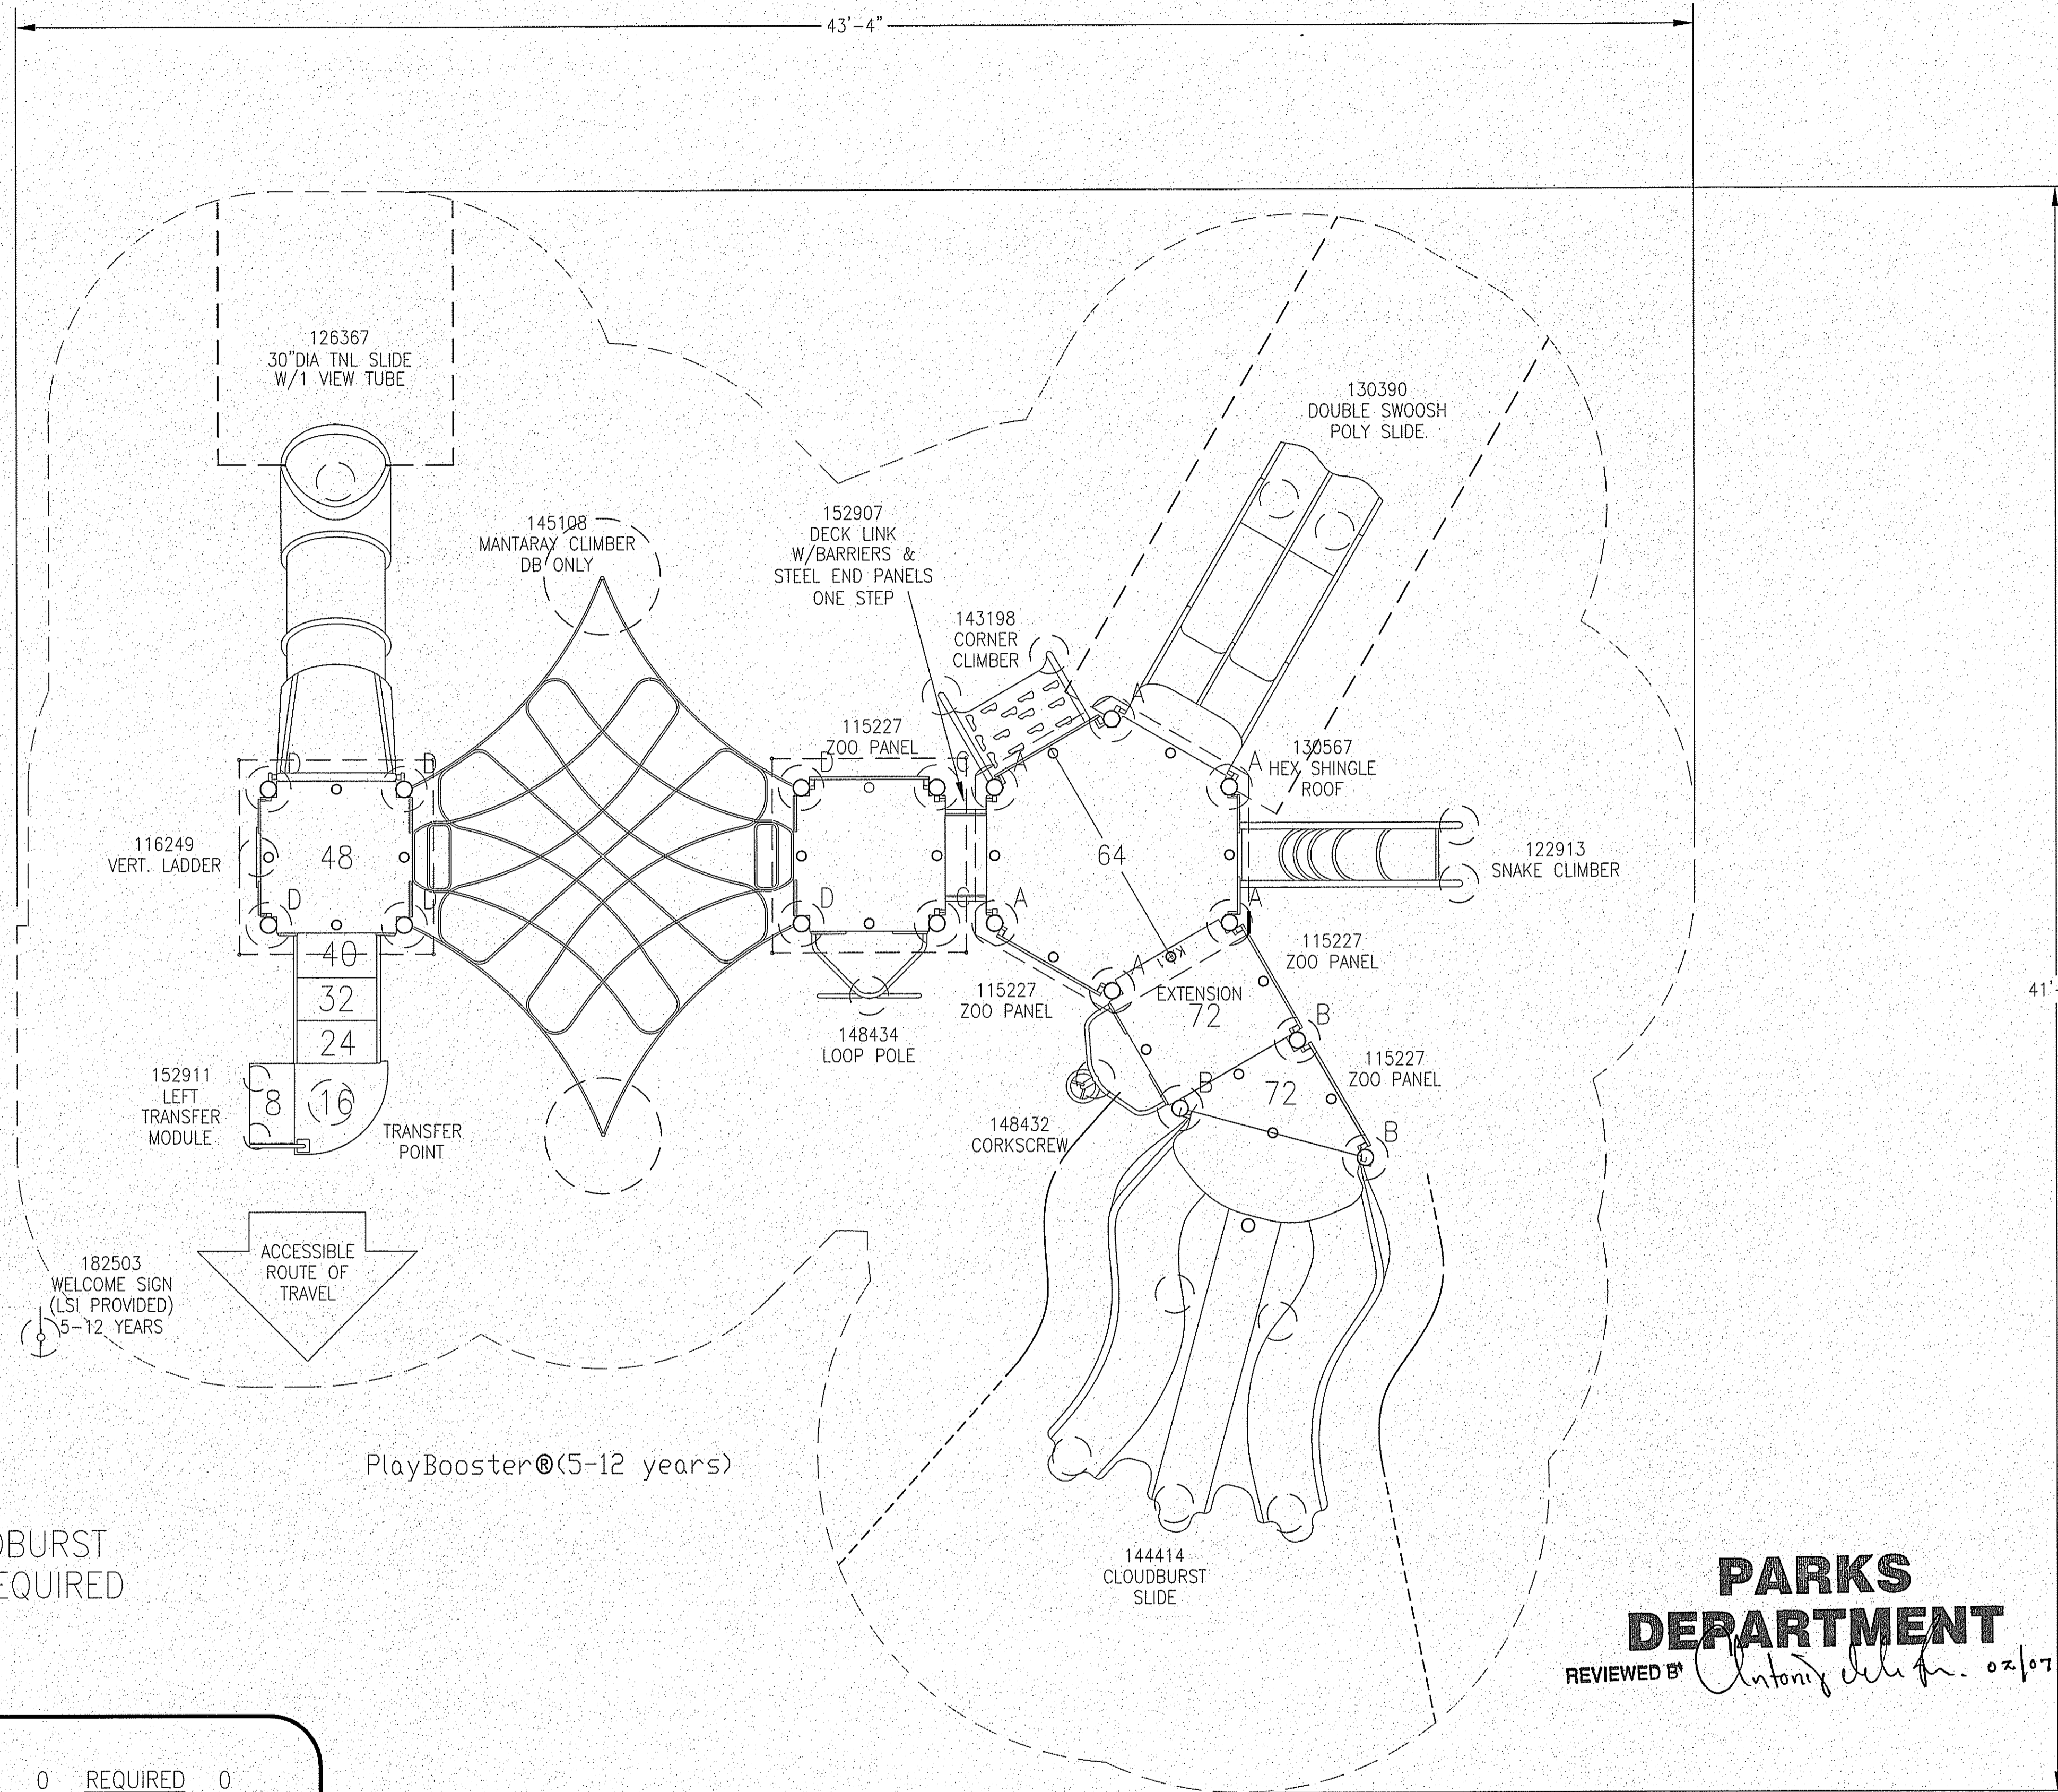 43'-4"
126367
30"DIA TNL SLIDE
W/1 VIEW TUBE
130390
DOUBLE SWOOSH
POLY SLIDE
145108
MANTARAY CLIMBER
DB ONLY
152907
DECK LINK
W/BARRIERS &
STEEL END PANELS
ONE STEP
143198
CORNER
CLIMBER
115227
ZOO PANEL
130567
HEX SHINGLE
ROOF
A
A
A
A
A
A
D
D
D
D
D
D
C
C
116249
VERT. LADDER
48
64
122913
SNAKE CLIMBER
40
32
24
16
8
115227
ZOO PANEL
148434
LOOP POLE
115227
ZOO PANEL
EXTENSION
72
B
B
B
72
115227
ZOO PANEL
41'-
152911
LEFT
TRANSFER
MODULE
TRANSFER
POINT
148432
CORKSCREW
182503
WELCOME SIGN
(LSI PROVIDED)
5-12 YEARS
ACCESSIBLE
ROUTE OF
TRAVEL
PlayBooster®(5-12 years)
144414
CLOUDBURST
SLIDE
DBURST
EQUIRED
PARKS
DEPARTMENT
REVIEWED BY
0 REQUIRED 0